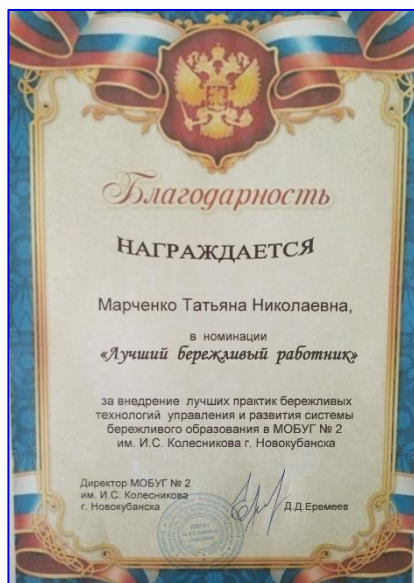 Благодарность
НАГРАЖДАЕТСЯ
Марченко Татьяна Николаевна,
в номинации
«Лучший бережливый работник»
за внедрение лучших практик бережливых
технологий управления и развития системы
бережливого образования в МОБУГ № 2
им. И.С. Колесникова г. Новокубанска
Директор МОБУГ № 2
им. И.С. Колесникова
г. Новокубанска
Д.Д.Еремеев